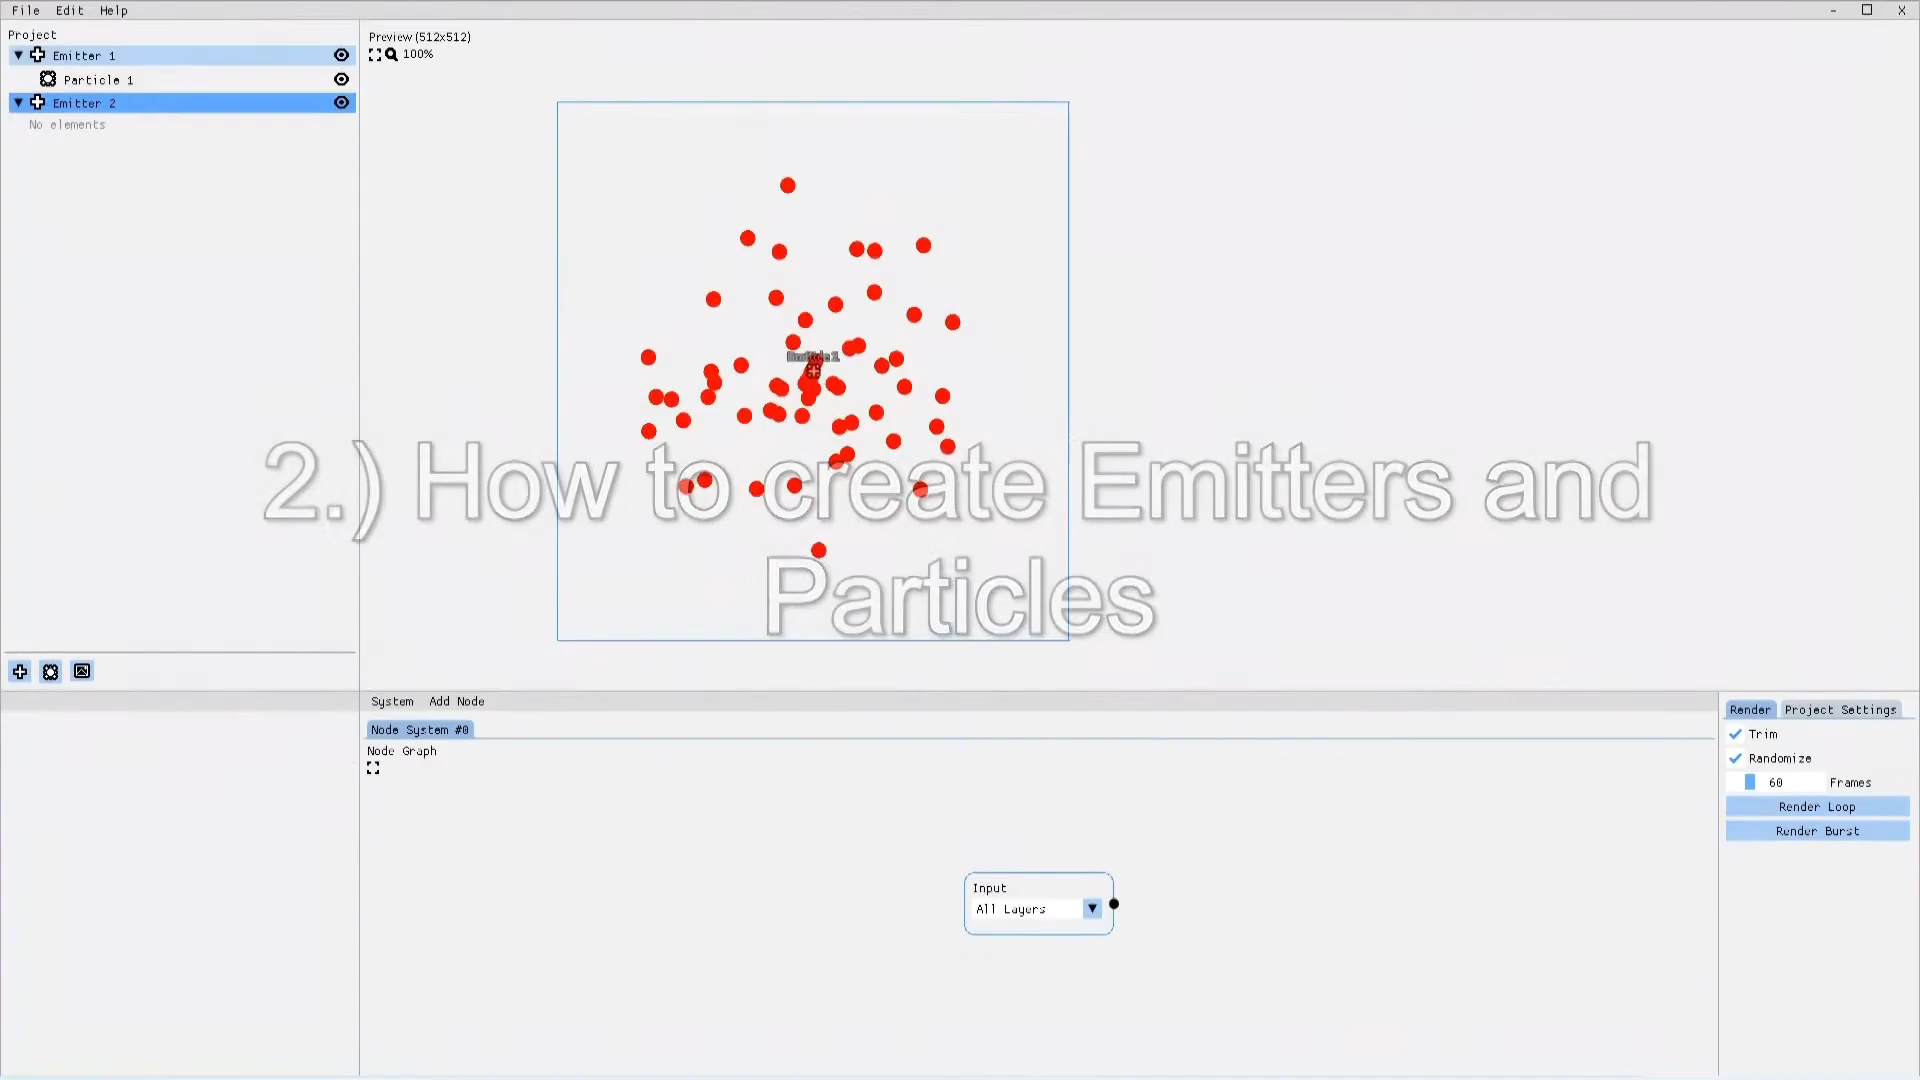 File Edit Help
Project
Emitter 1
Particle 1
Emitter 2
No elements
Preview (512x512)
100%
2.) How to create Emitters and
Particles
System Add Node
Node System #0
Node Graph
Input
All Layers
Render Project Settings
Trim
Randomize
60 Frames
Render Loop
Render Burst